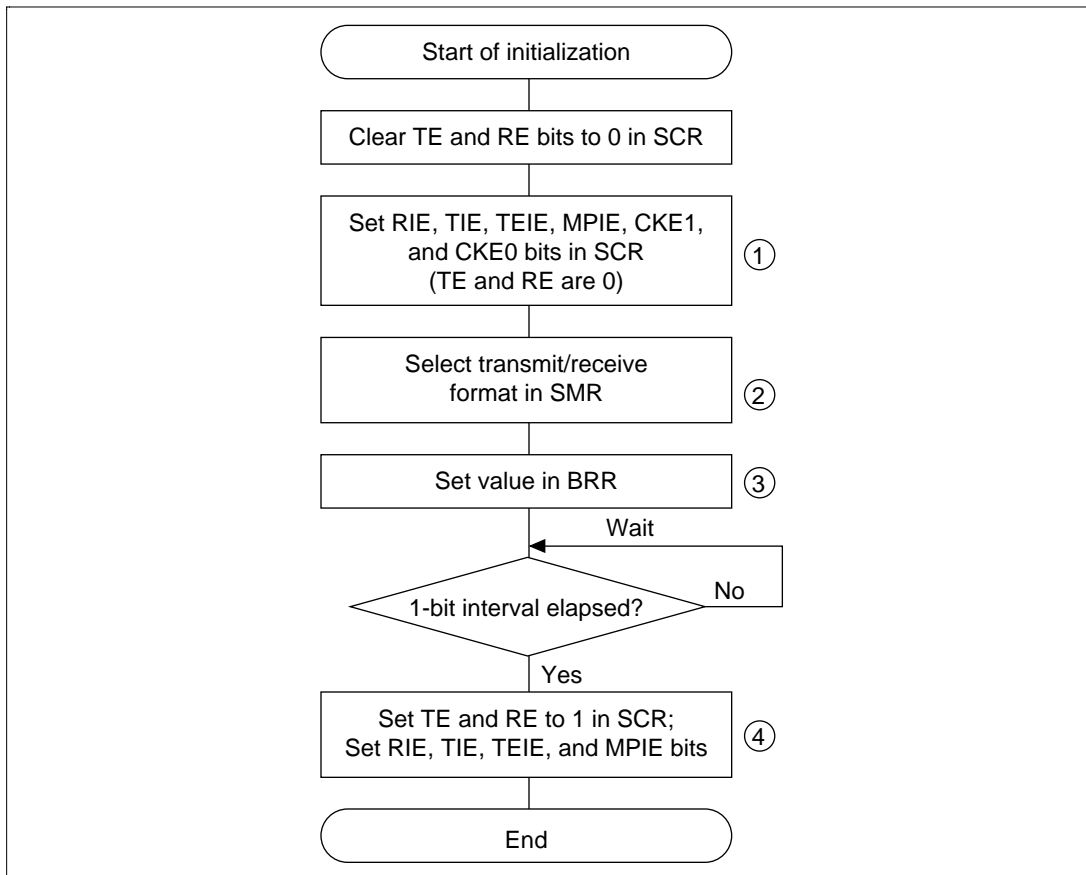 Start of initialization
Clear TE and RE bits to 0 in SCR
Set RIE, TIE, TEIE, MPIE, CKE1,
and CKE0 bits in SCR
(TE and RE are 0)
1
Select transmit/receive
format in SMR
2
Set value in BRR
3
Wait
1-bit interval elapsed?
No
Yes
Set TE and RE to 1 in SCR;
Set RIE, TIE, TEIE, and MPIE bits
4
End